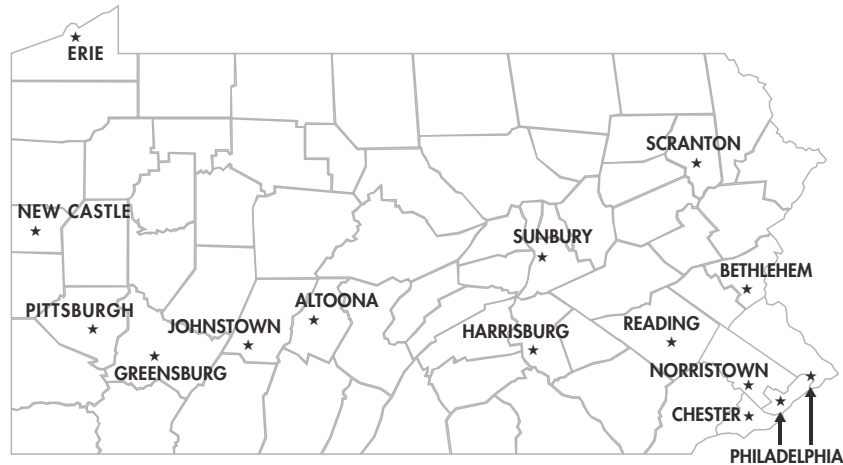 ERIE
SCRANTON
NEW CASTLE
SUNBURY
BETHLEHEM
ALTOONA
PITTSBURGH
JOHNSTOWN
HARRISBURG
READING
GREENSBURG
NORRISTOWN
CHESTER
PHILADELPHIA